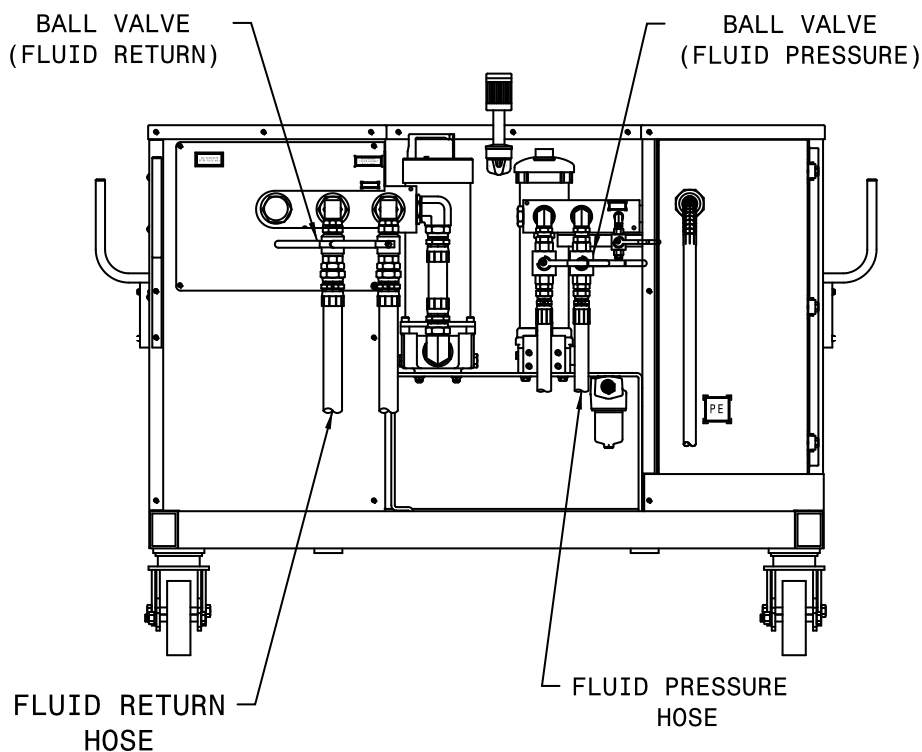 BALL VALVE
(FLUID RETURN)
BALL VALVE
(FLUID PRESSURE)
PE
FLUID RETURN
HOSE
FLUID PRESSURE
HOSE